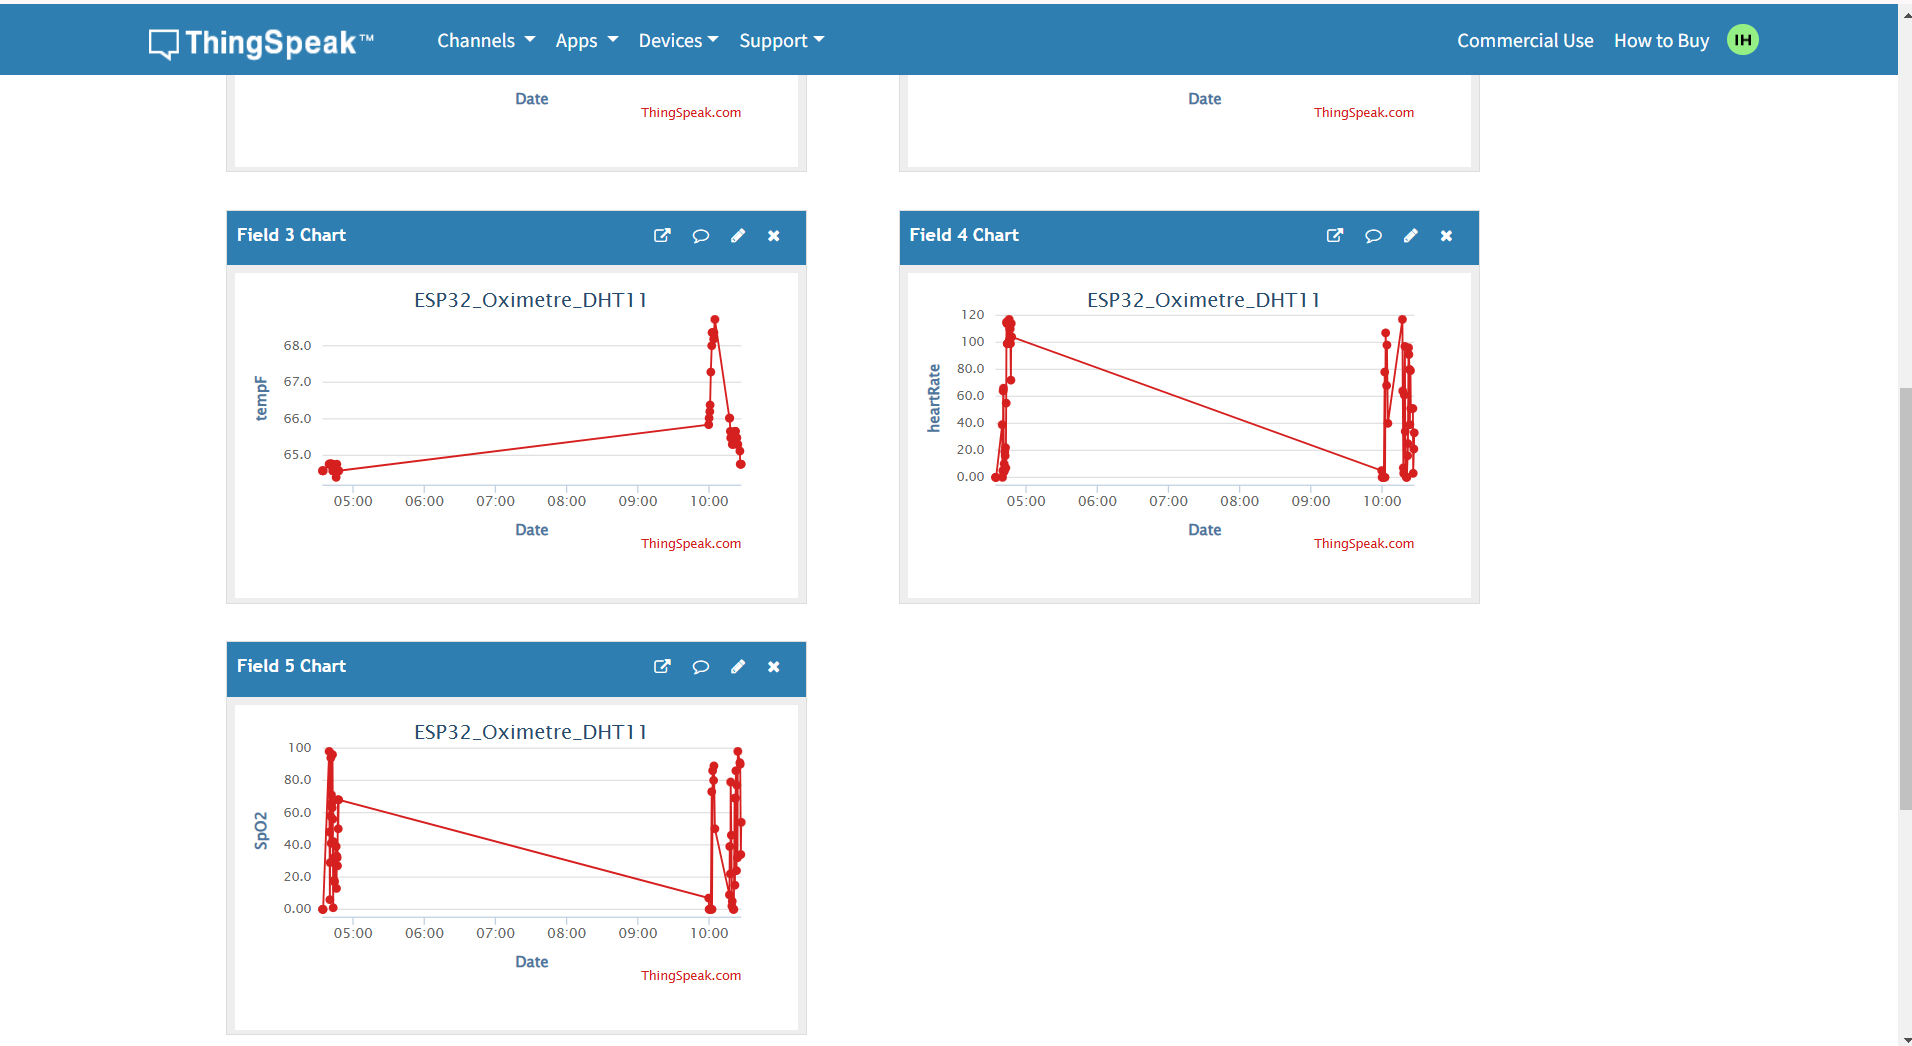 ThingSpeak™ Channels Apps Devices Support Commercial Use How to Buy IH
Date
ThingSpeak.com
Date
ThingSpeak.com
Field 3 Chart
ESP32_Oximetre_DHT11
tempF
68.0
67.0
66.0
65.0
05:00 06:00 07:00 08:00 09:00 10:00
Date
ThingSpeak.com
Field 4 Chart
ESP32_Oximetre_DHT11
heartRate
120
100
80.0
60.0
40.0
20.0
0.00
05:00 06:00 07:00 08:00 09:00 10:00
Date
ThingSpeak.com
Field 5 Chart
ESP32_Oximetre_DHT11
SpO2
100
80.0
60.0
40.0
20.0
0.00
05:00 06:00 07:00 08:00 09:00 10:00
Date
ThingSpeak.com